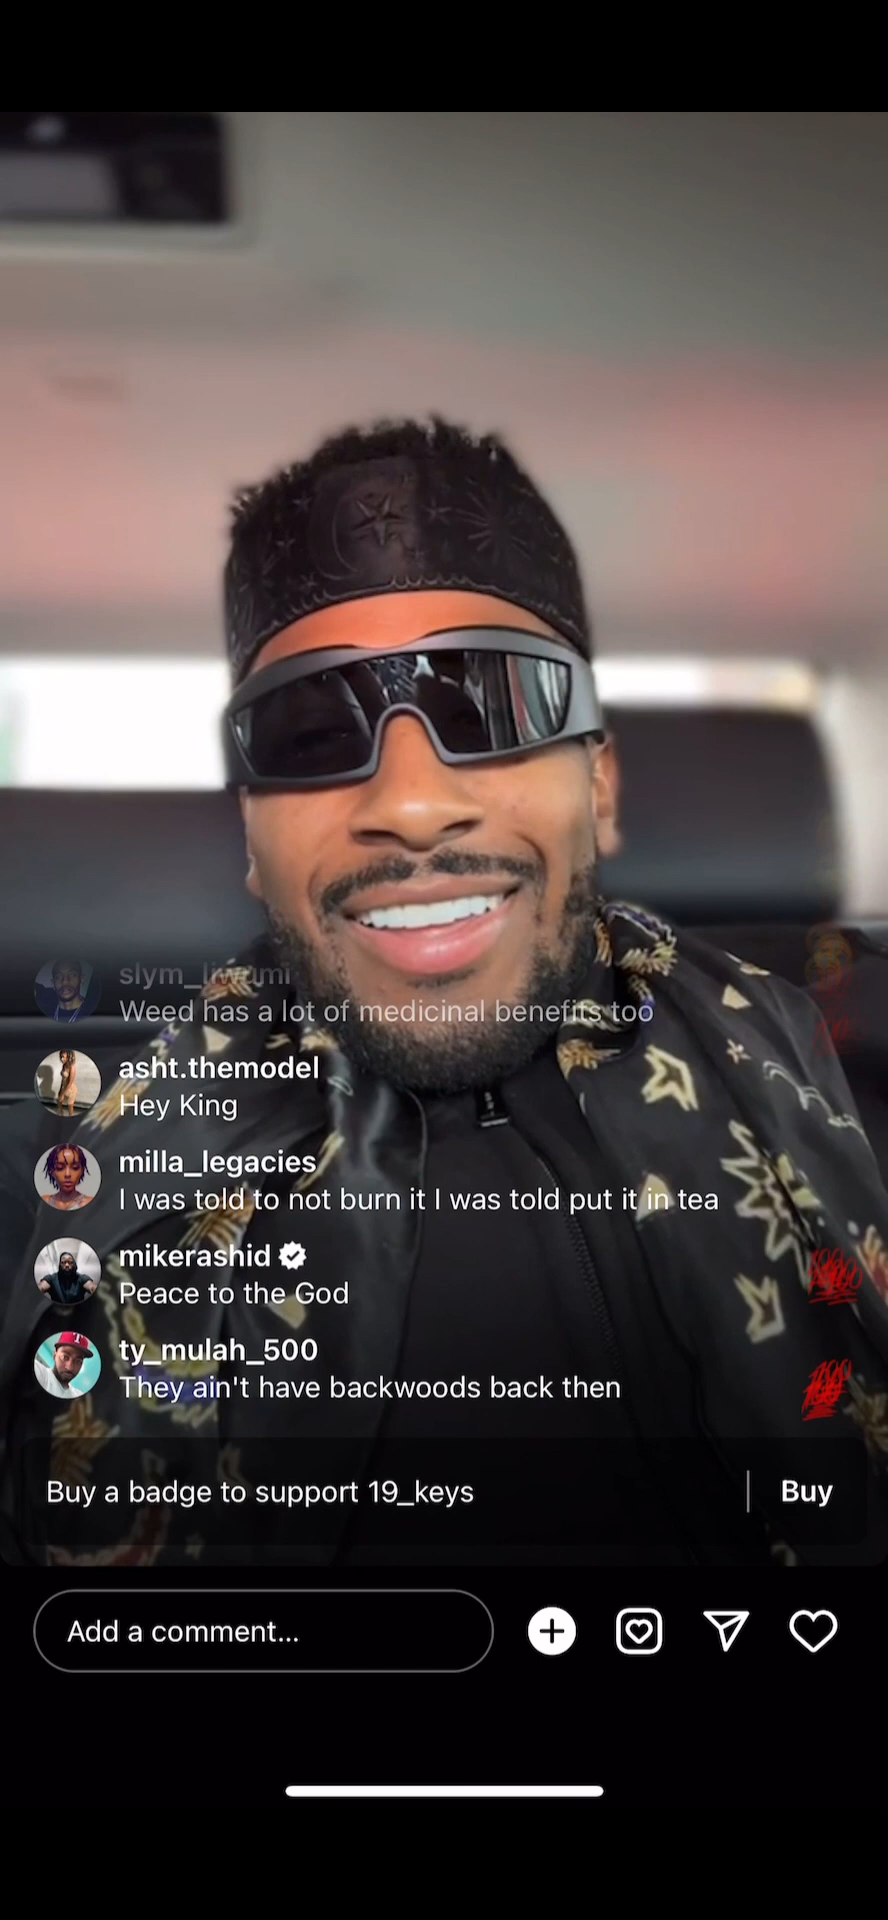 slym_liwumi
Weed has a lot of medicinal benefits too
asht.themodel
Hey King
milla_legacies
I was told to not burn it I was told put it in tea
mikerashid
Peace to the God
ty_mulah_500
They ain't have backwoods back then
Buy a badge to support 19_keys
Buy
Add a comment...